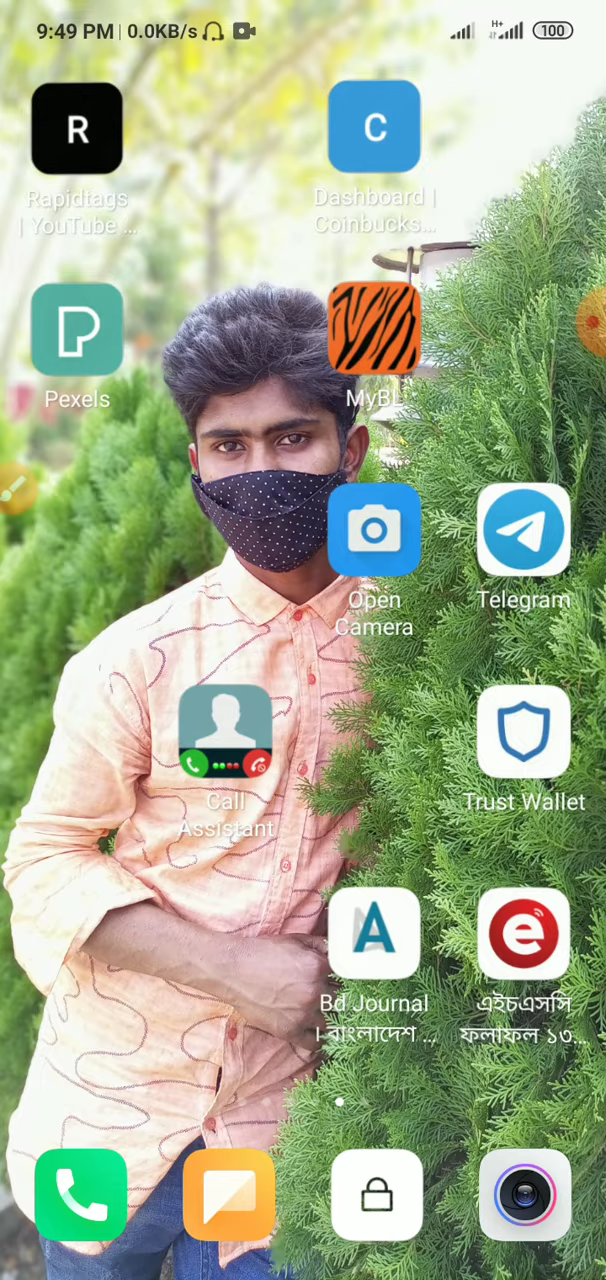 9:49 PM | 0.0KB/s
H+
100
R
C
Rapidtags
| YouTube ...
Dashboard |
Coinbucks...
Pexels
MyBL
Open
Camera
Telegram
Call
Assistant
Trust Wallet
A
e
Bd Journal
। বাংলাদেশ ...
এইচএসসি
ফলাফল ১৩...